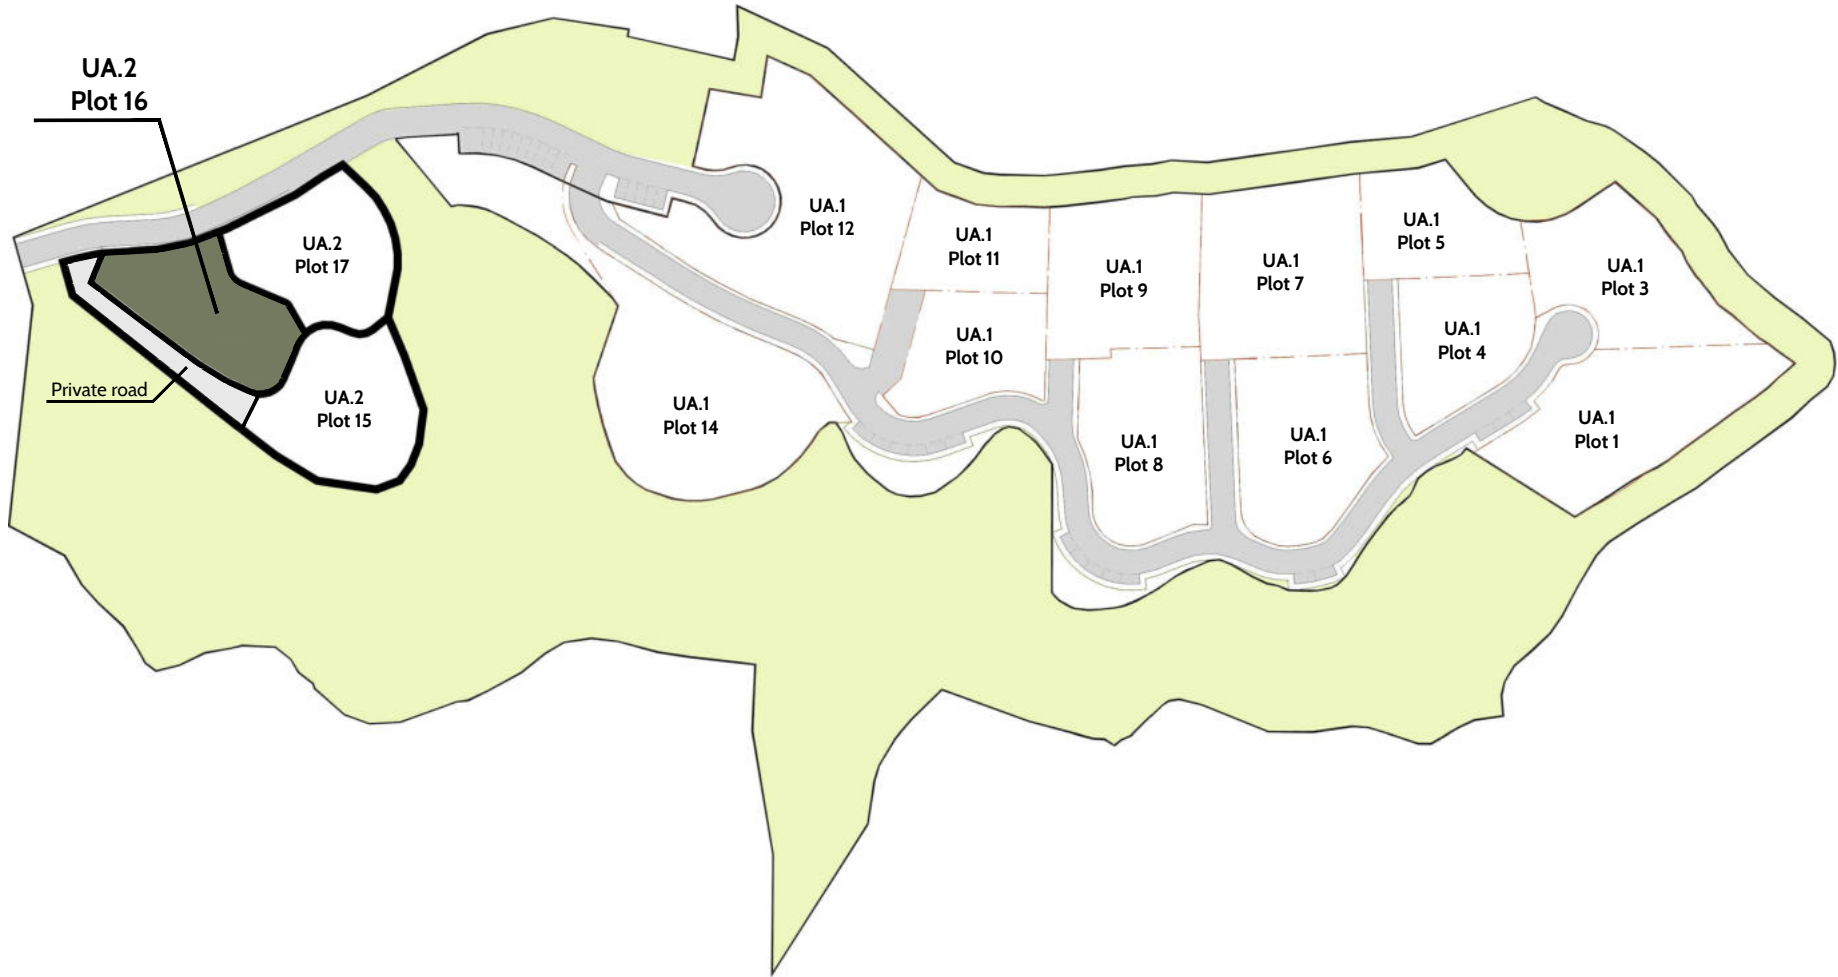 UA.2
Plot 16
UA.2
Plot 17
Private road
UA.2
Plot 15
UA.1
Plot 12
UA.1
Plot 11
UA.1
Plot 10
UA.1
Plot 14
UA.1
Plot 9
UA.1
Plot 8
UA.1
Plot 7
UA.1
Plot 6
UA.1
Plot 5
UA.1
Plot 4
UA.1
Plot 3
UA.1
Plot 1